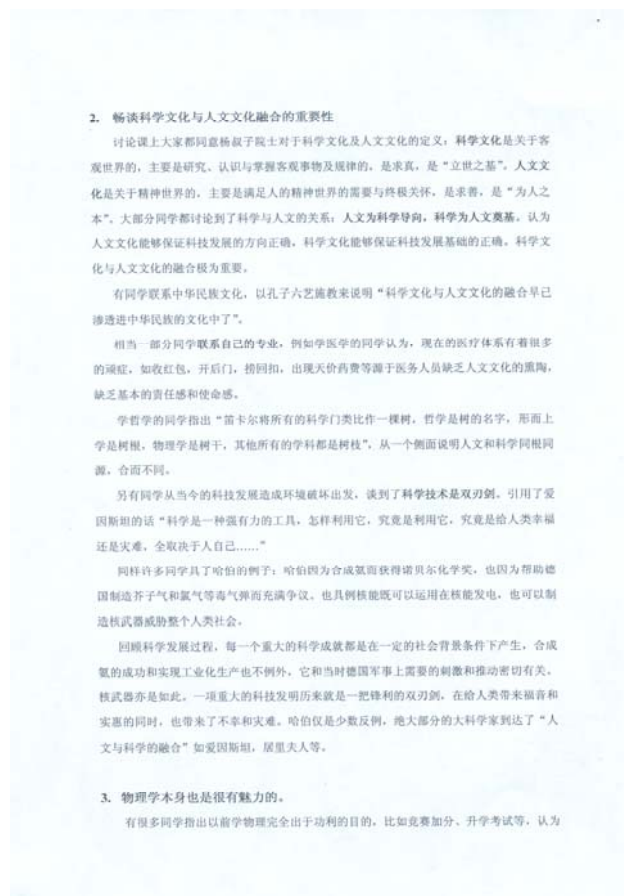 2. 畅谈科学文化与人文文化融合的重要性
讨论课上大家都同意杨叔子院士对于科学文化及人文文化的定义：科学文化是关于客
观世界的，主要是研究、认识与掌握客观事物及规律的，是求真，是“立世之基”。人文文
化是关于精神世界的，主要是满足人的精神世界的需要与终极关怀，是求善，是“为人之
本”。大部分同学都讨论到了科学与人文的关系：人文为科学导向，科学为人文奠基。认为
人文文化能够保证科技发展的方向正确，科学文化能够保证科技发展基础的正确。科学文
化与人文文化的融合极为重要。
有同学联系中华民族文化，以孔子六艺施教来说明“科学文化与人文文化的融合早已
渗透进中华民族的文化中了”。
相当一部分同学联系自己的专业，例如学医学的同学认为，现在的医疗体系有着很多
的顽症，如收红包，开后门，捞回扣，出现天价药费等源于医务人员缺乏人文文化的熏陶，
缺乏基本的责任感和使命感。
学哲学的同学指出“笛卡尔将所有的科学门类比作一棵树，哲学是树的名字，形而上
学是树根，物理学是树干，其他所有的学科都是树枝”，从一个侧面说明人文和科学同根同
源，合而不同。
另有同学从当今的科技发展造成环境破坏出发，谈到了科学技术是双刃剑。引用了爱
因斯坦的话“科学是一种强有力的工具，怎样利用它，究竟是利用它，究竟是给人类幸福
还是灾难，全取决于人自己……”
同样许多同学具了哈伯的例子：哈伯因为合成氨而获得诺贝尔化学奖，也因为帮助德
国制造芥子气和氯气等毒气弹而充满争议。也具例核能既可以运用在核能发电，也可以制
造核武器威胁整个人类社会。
回顾科学发展过程，每一个重大的科学成就都是在一定的社会背景条件下产生，合成
氨的成功和实现工业化生产也不例外，它和当时德国军事上需要的刺激和推动密切有关。
核武器亦是如此。一项重大的科技发明历来就是一把锋利的双刃剑，在给人类带来福音和
实惠的同时，也带来了不幸和灾难。哈伯仅是少数反例，绝大部分的大科学家到达了“人
文与科学的融合”如爱因斯坦，居里夫人等。
3. 物理学本身也是很有魅力的。
有很多同学指出以前学物理完全出于功利的目的，比如竞赛加分、升学考试等，认为